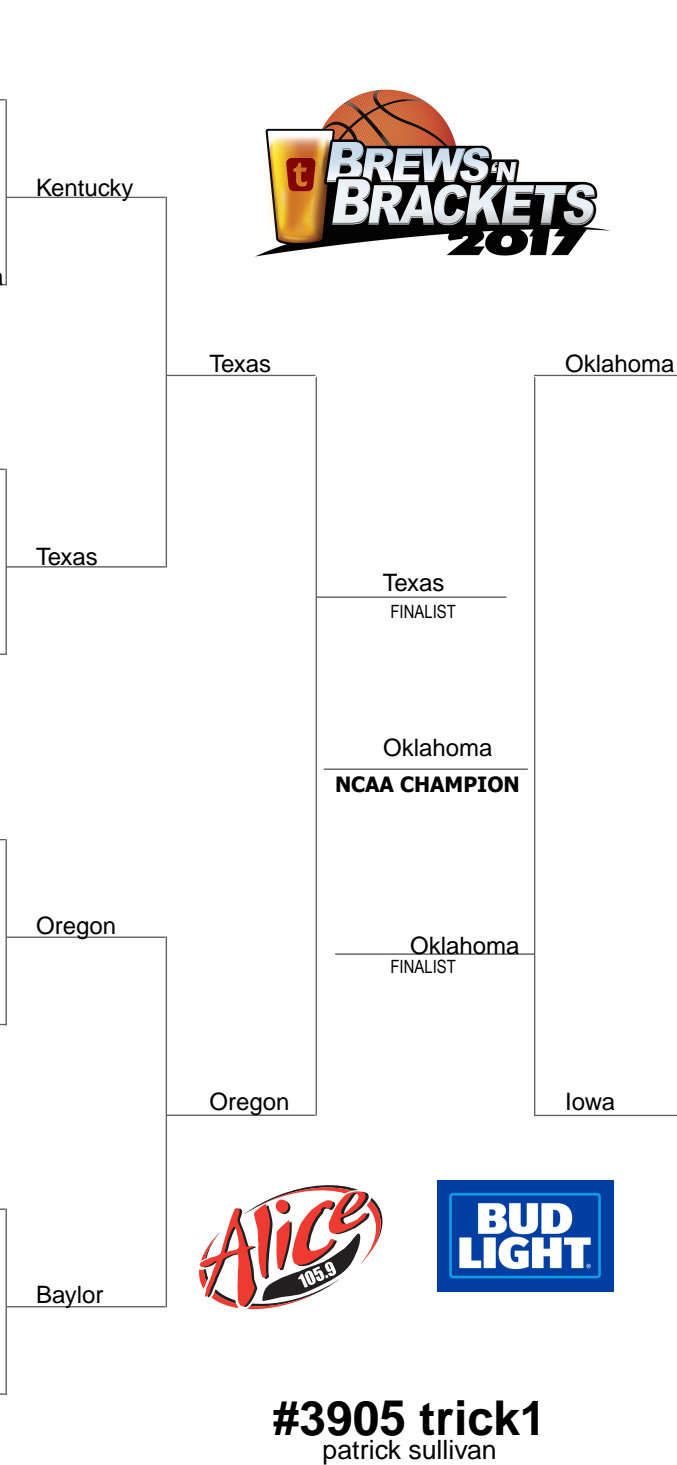 t
BREWS 'N
BRACKETS
2017
Kentucky
Texas
Oklahoma
Texas
Texas
FINALIST
Oklahoma
NCAA CHAMPION
Oregon
Oklahoma
FINALIST
Oregon
Iowa
Alice
105.9
BUD
LIGHT
Baylor
#3905 trick1
patrick sullivan